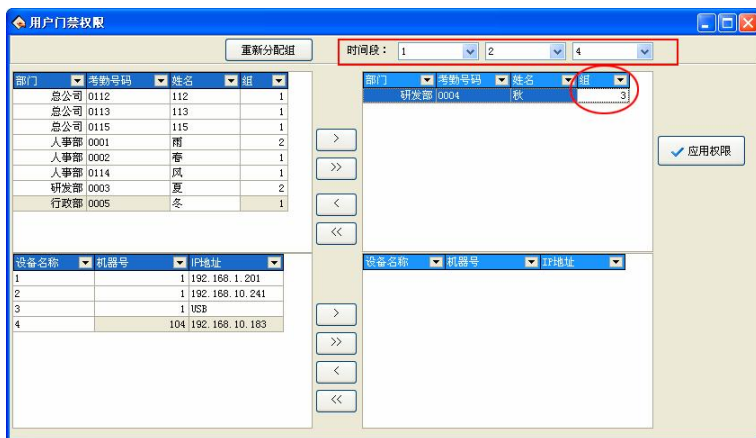 用户门禁权限
重新分配组 时间段： 1 2 4
部门 考勤号码 姓名 组
总公司 0112 112 1
总公司 0113 113 1
总公司 0115 115 1
人事部 0001 雨 2
人事部 0002 春 1
人事部 0114 风 1
研发部 0003 夏 2
行政部 0005 冬 1
部门 考勤号码 姓名 组
研发部 0004 秋 3
>
>>
<
<<
应用权限
设备名称 机器号 IP地址
1 1 192.168.1.201
2 1 192.168.10.241
3 1 USB
4 104 192.168.10.183
设备名称 机器号 IP地址
>
>>
<
<<